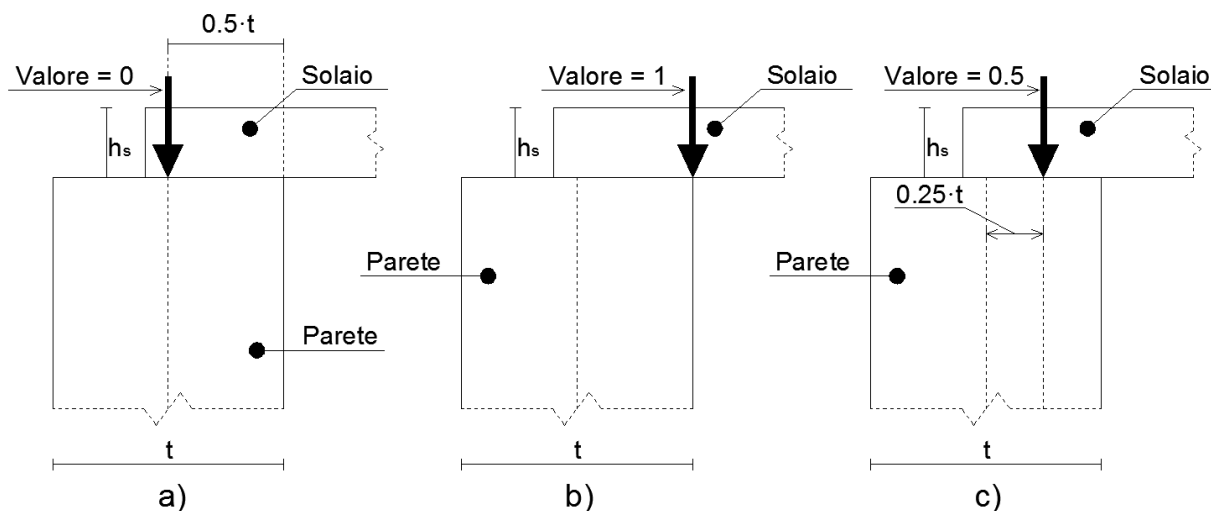 0.5·t
Valore = 0
Solaio
hs
Parete
t
a)
Valore = 1
Solaio
hs
Parete
t
b)
Valore = 0.5
Solaio
hs
0.25·t
Parete
t
c)